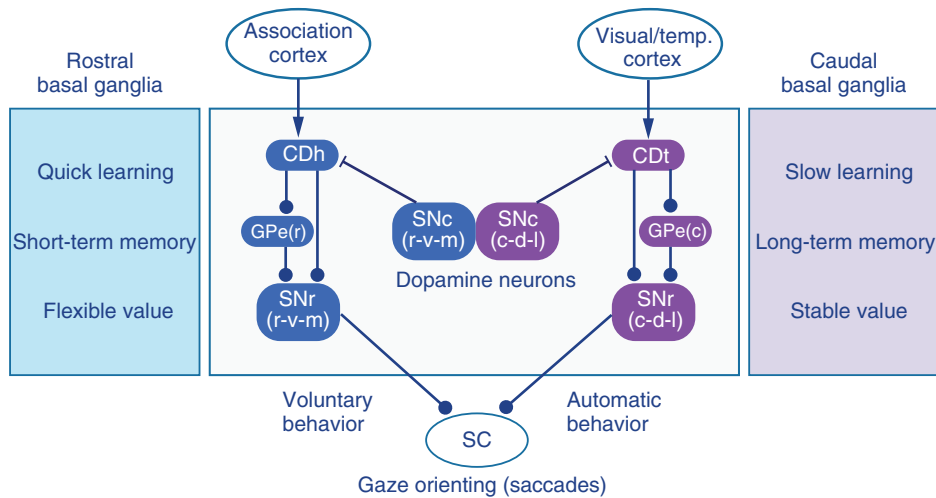 Association
cortex
Visual/temp.
cortex
Rostral
basal ganglia
Caudal
basal ganglia
Quick learning
Short-term memory
Flexible value
CDh
GPe(r)
SNr
(r-v-m)
SNc
(r-v-m)
SNc
(c-d-l)
Dopamine neurons
CDt
GPe(c)
SNr
(c-d-l)
Slow learning
Long-term memory
Stable value
Voluntary
behavior
Automatic
behavior
SC
Gaze orienting (saccades)